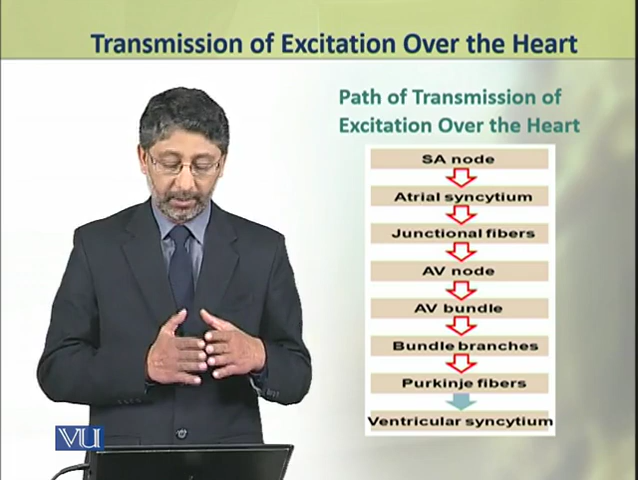 Transmission of Excitation Over the Heart
Path of Transmission of
Excitation Over the Heart
SA node
Atrial syncytium
Junctional fibers
AV node
AV bundle
Bundle branches
Purkinje fibers
Ventricular syncytium
VU